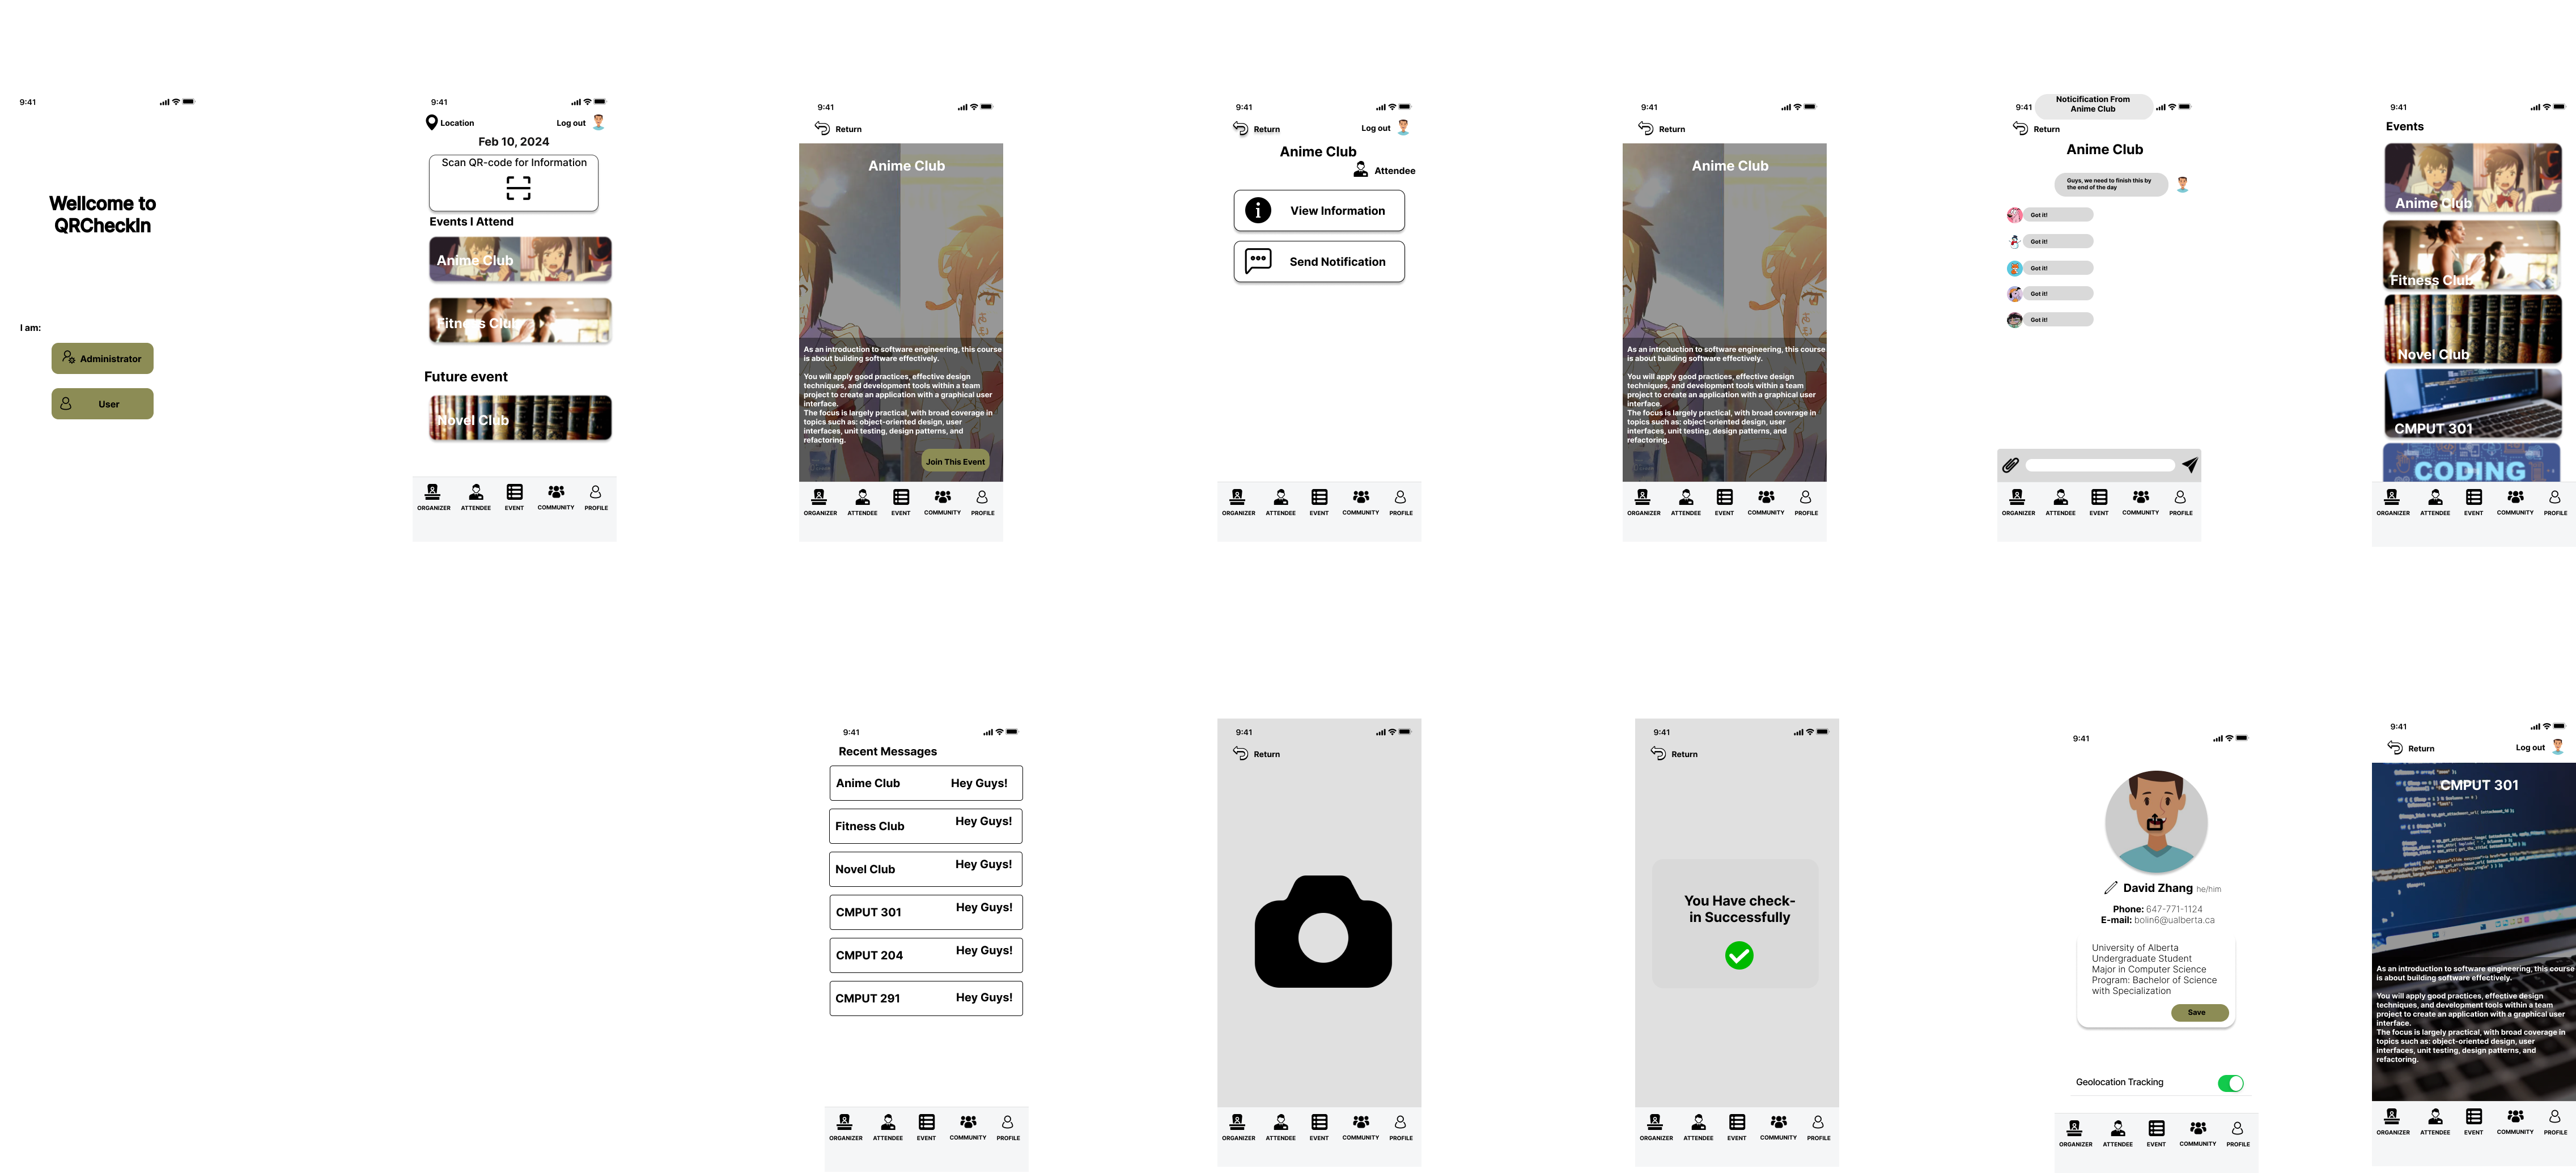 9:41
Wellcome to
QRCheckIn
I am:
Administrator
User
9:41
Location
Log out
Feb 10, 2024
Scan QR-code for Information
Events I Attend
Anime Club
Fitness Club
Future event
Novel Club
ORGANIZER ATTENDEE EVENT COMMUNITY PROFILE
9:41
Return
Anime Club
As an introduction to software engineering, this course
is about building software effectively.
You will apply good practices, effective design
techniques, and development tools within a team
project to create an application with a graphical user
interface.
The focus is largely practical, with broad coverage in
topics such as: object-oriented design, user
interfaces, unit testing, design patterns, and
refactoring.
Join This Event
ORGANIZER ATTENDEE EVENT COMMUNITY PROFILE
9:41
Return
Log out
Anime Club
Attendee
View Information
Send Notification
ORGANIZER ATTENDEE EVENT COMMUNITY PROFILE
9:41
Return
Anime Club
As an introduction to software engineering, this course
is about building software effectively.
You will apply good practices, effective design
techniques, and development tools within a team
project to create an application with a graphical user
interface.
The focus is largely practical, with broad coverage in
topics such as: object-oriented design, user
interfaces, unit testing, design patterns, and
refactoring.
ORGANIZER ATTENDEE EVENT COMMUNITY PROFILE
9:41
Noticification From
Anime Club
Return
Anime Club
Guys, we need to finish this by
the end of the day
Got it!
Got it!
Got it!
Got it!
Got it!
ORGANIZER ATTENDEE EVENT COMMUNITY PROFILE
9:41
Events
Anime Club
Fitness Club
Novel Club
CMPUT 301
CODING
ORGANIZER ATTENDEE EVENT COMMUNITY PROFILE
9:41
Recent Messages
Anime Club Hey Guys!
Fitness Club Hey Guys!
Novel Club Hey Guys!
CMPUT 301 Hey Guys!
CMPUT 204 Hey Guys!
CMPUT 291 Hey Guys!
ORGANIZER ATTENDEE EVENT COMMUNITY PROFILE
9:41
Return
ORGANIZER ATTENDEE EVENT COMMUNITY PROFILE
9:41
Return
You Have check-
in Successfully
ORGANIZER ATTENDEE EVENT COMMUNITY PROFILE
9:41
David Zhang he/him
Phone: 647-771-1124
E-mail: bolin6@ualberta.ca
University of Alberta
Undergraduate Student
Major in Computer Science
Program: Bachelor of Science
with Specialization
Save
Geolocation Tracking
ORGANIZER ATTENDEE EVENT COMMUNITY PROFILE
9:41
Return
Log out
CMPUT 301
As an introduction to software engineering, this course
is about building software effectively.
You will apply good practices, effective design
techniques, and development tools within a team
project to create an application with a graphical user
interface.
The focus is largely practical, with broad coverage in
topics such as: object-oriented design, user
interfaces, unit testing, design patterns, and
refactoring.
ORGANIZER ATTENDEE EVENT COMMUNITY PROFILE